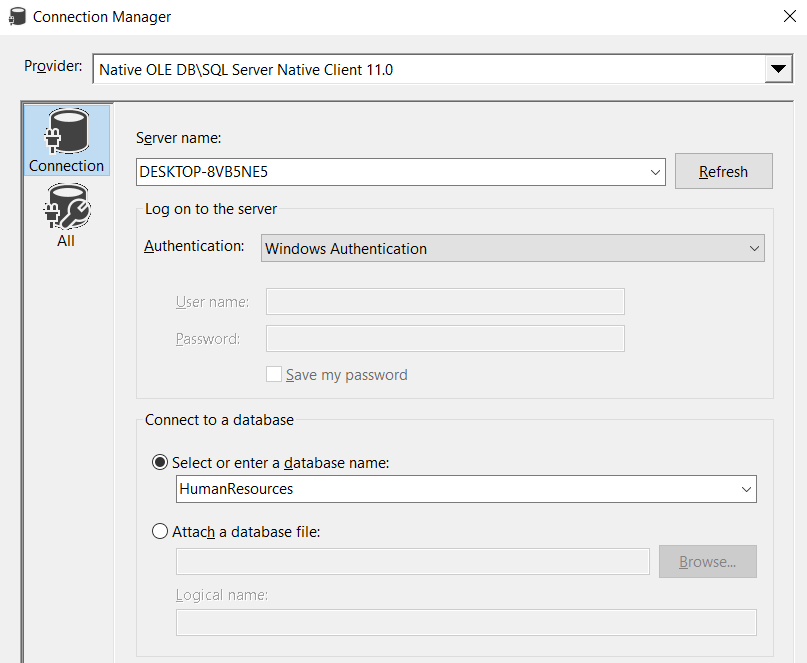 Connection Manager
Provider: Native OLE DB\SQL Server Native Client 11.0
Connection
All
Server name:
DESKTOP-8VB5NE5
Refresh
Log on to the server
Authentication: Windows Authentication
User name:
Password:
Save my password
Connect to a database
Select or enter a database name:
HumanResources
Attach a database file:
Browse...
Logical name: